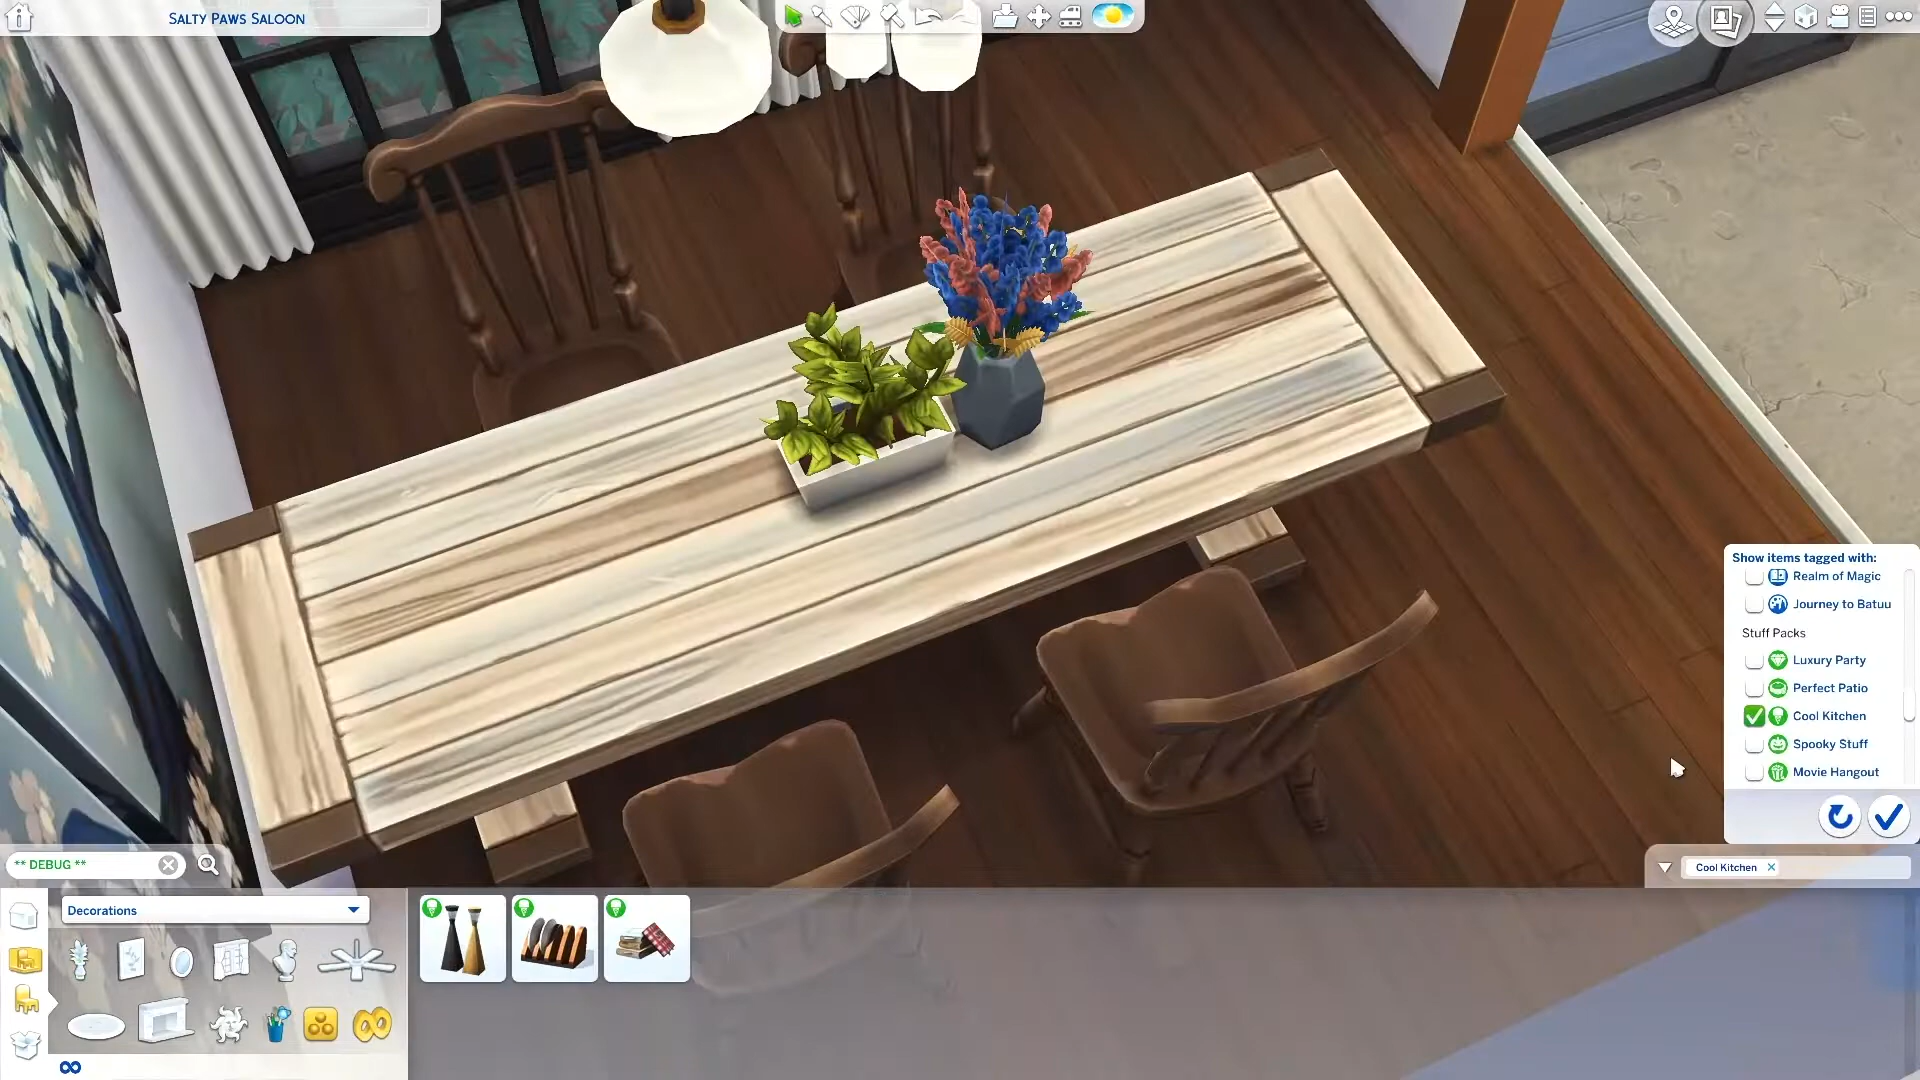 SALTY PAWS SALOON
Show items tagged with:
Realm of Magic
Journey to Batuu
Stuff Packs
Luxury Party
Perfect Patio
Cool Kitchen
Spooky Stuff
Movie Hangout
** DEBUG **
Cool Kitchen
Decorations